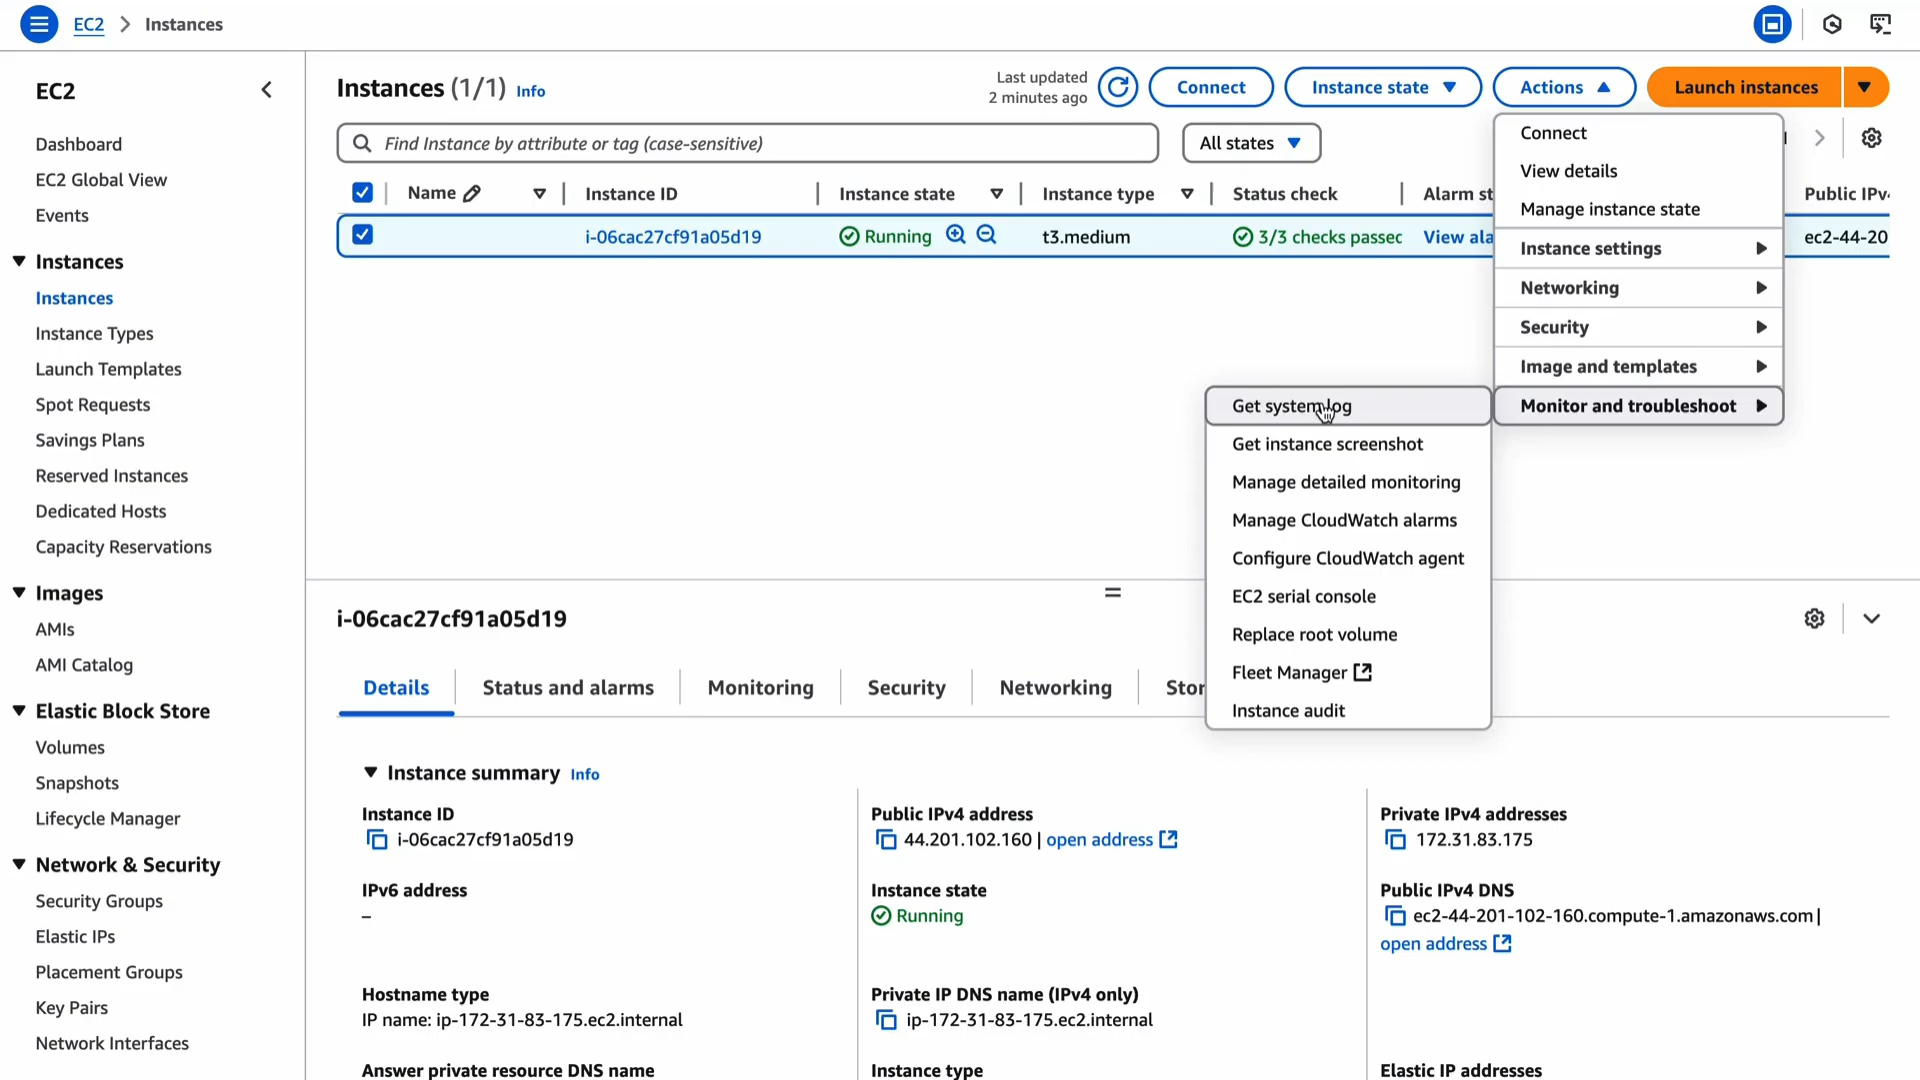 EC2 > Instances
EC2
Dashboard
EC2 Global View
Events
Instances
Instances
Instance Types
Launch Templates
Spot Requests
Savings Plans
Reserved Instances
Dedicated Hosts
Capacity Reservations
Images
AMIs
AMI Catalog
Elastic Block Store
Volumes
Snapshots
Lifecycle Manager
Network & Security
Security Groups
Elastic IPs
Placement Groups
Key Pairs
Network Interfaces
Instances (1/1) Info
Last updated
2 minutes ago
Connect
Instance state
Actions
Launch instances
Find Instance by attribute or tag (case-sensitive)
All states
Name
Instance ID
Instance state
Instance type
Status check
Alarm st
Public IPv
i-06cac27cf91a05d19
Running
t3.medium
3/3 checks passec
View ala
ec2-44-20
Connect
View details
Manage instance state
Instance settings
Networking
Security
Image and templates
Monitor and troubleshoot
Get system log
Get instance screenshot
Manage detailed monitoring
Manage CloudWatch alarms
Configure CloudWatch agent
EC2 serial console
Replace root volume
Fleet Manager
Instance audit
i-06cac27cf91a05d19
Details
Status and alarms
Monitoring
Security
Networking
Stor
Instance summary Info
Instance ID
i-06cac27cf91a05d19
Public IPv4 address
44.201.102.160 | open address
Private IPv4 addresses
172.31.83.175
IPv6 address
–
Instance state
Running
Public IPv4 DNS
ec2-44-201-102-160.compute-1.amazonaws.com |
open address
Hostname type
IP name: ip-172-31-83-175.ec2.internal
Private IP DNS name (IPv4 only)
ip-172-31-83-175.ec2.internal
Answer private resource DNS name
Instance type
Elastic IP addresses